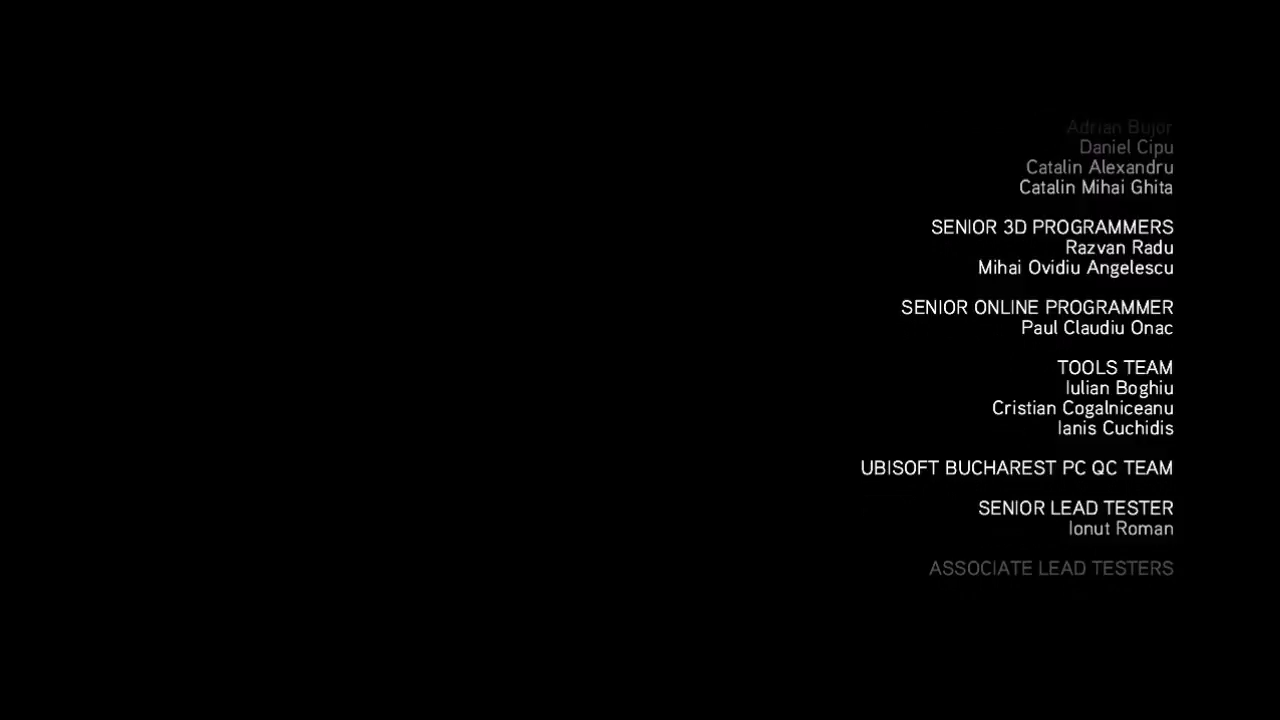 Adrian Bujor
Daniel Cipu
Catalin Alexandru
Catalin Mihai Ghita
SENIOR 3D PROGRAMMERS
Razvan Radu
Mihai Ovidiu Angelescu
SENIOR ONLINE PROGRAMMER
Paul Claudiu Onac
TOOLS TEAM
Iulian Boghiu
Cristian Cogalniceanu
Ianis Cuchidis
UBISOFT BUCHAREST PC QC TEAM
SENIOR LEAD TESTER
Ionut Roman
ASSOCIATE LEAD TESTERS